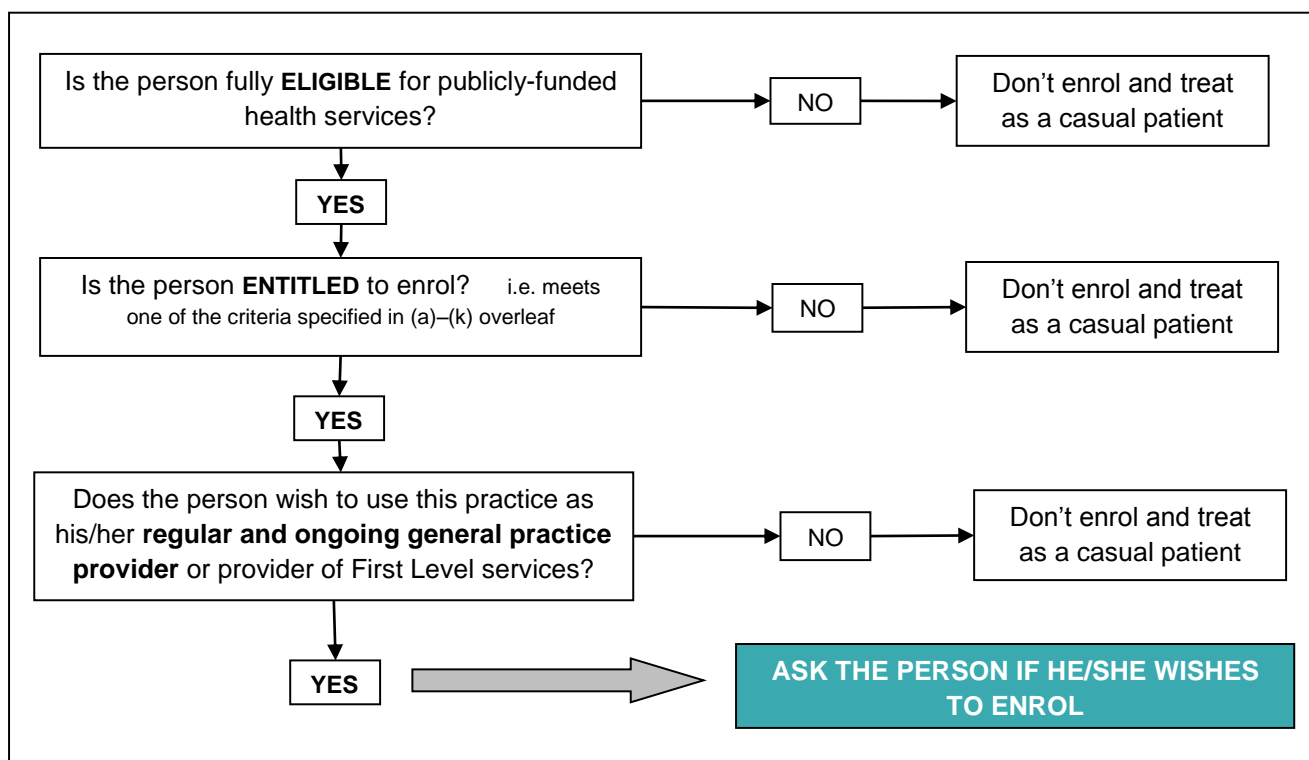 Is the person fully ELIGIBLE for publicly-funded
health services?
NO
Don’t enrol and treat
as a casual patient
YES
Is the person ENTITLED to enrol? i.e. meets
one of the criteria specified in (a)–(k) overleaf
NO
Don’t enrol and treat
as a casual patient
YES
Does the person wish to use this practice as
his/her regular and ongoing general practice
provider or provider of First Level services?
NO
Don’t enrol and treat
as a casual patient
YES
ASK THE PERSON IF HE/SHE WISHES
TO ENROL